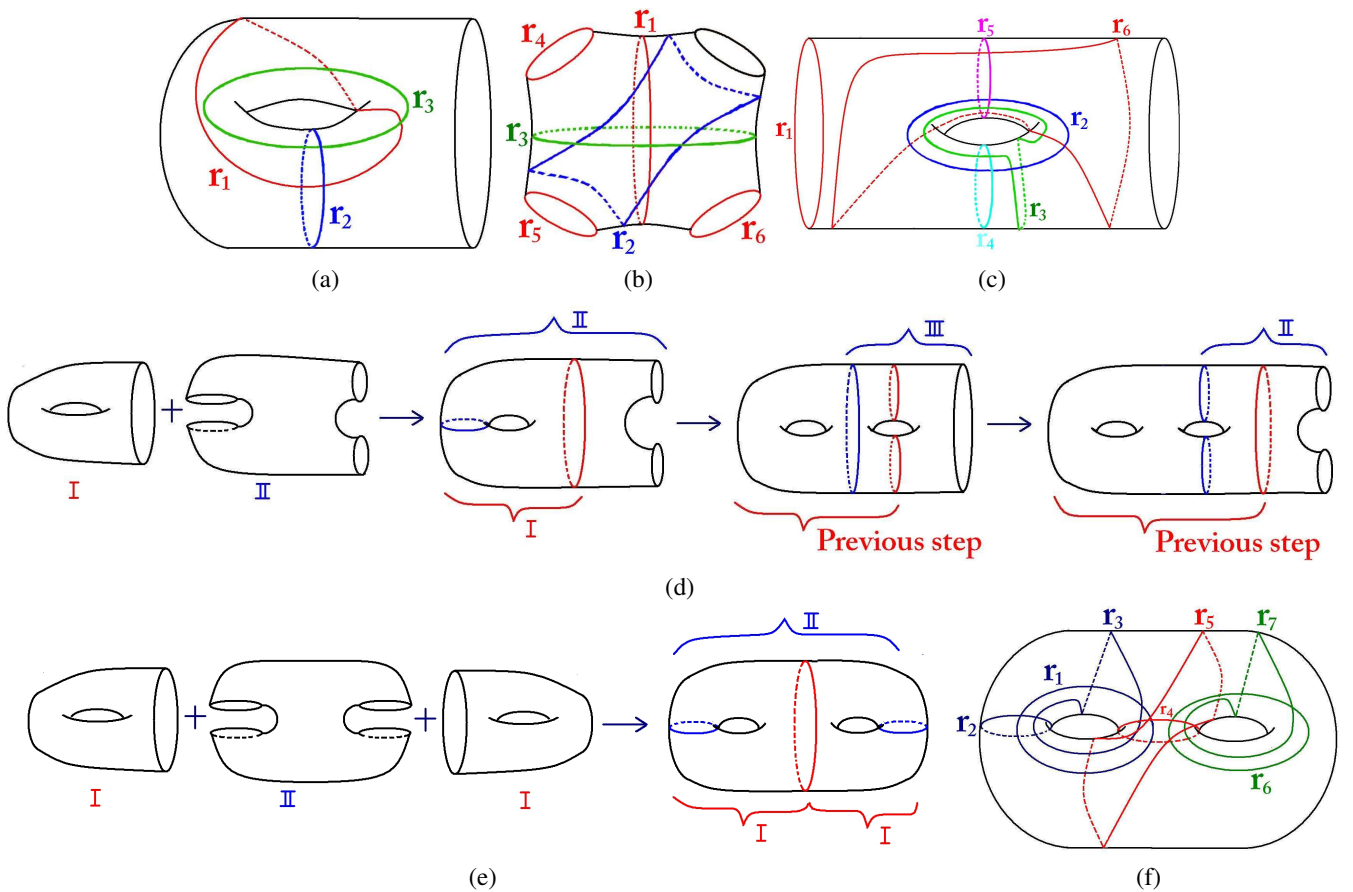 r₁
r₂
r₃
(a)
r₁
r₂
r₃
r₄
r₅
r₆
(b)
r₁
r₂
r₃
r₄
r₅
r₆
(c)
I
+
II
→
II
I
→
III
Previous step
→
II
Previous step
(d)
I
+
II
+
I
→
II
I
I
(e)
r₁
r₂
r₃
r₄
r₅
r₆
r₇
(f)